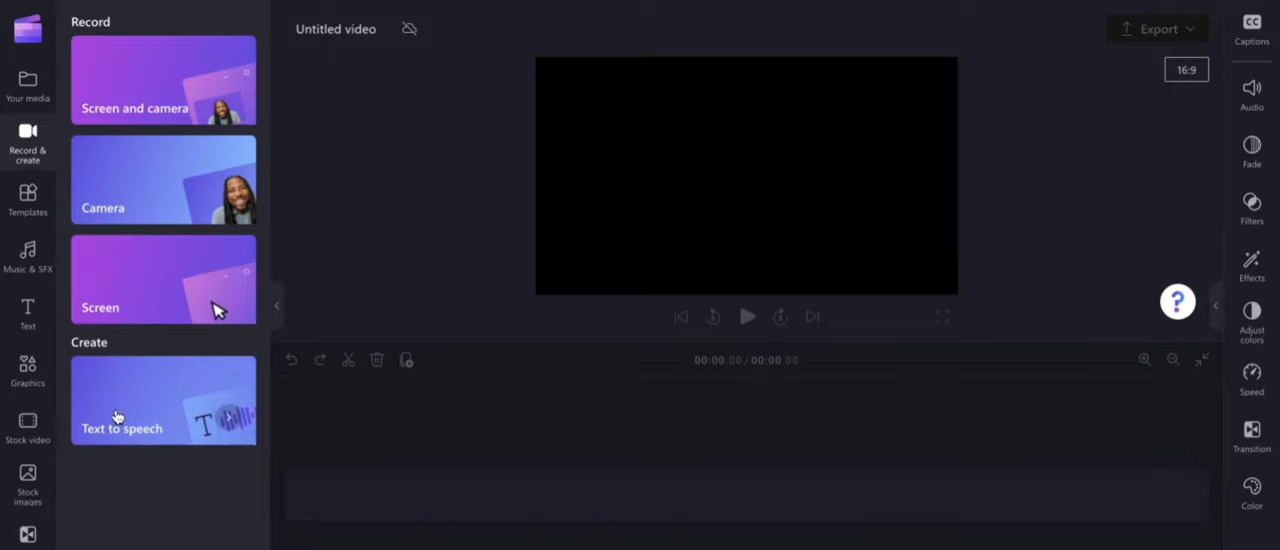 Record
Screen and camera
Camera
Screen
Create
Text to speech
T
Your media
Record &
create
Templates
Music & SFX
T
Text
Graphics
Stock video
Stock
images
Untitled video
Export
16:9
5
5
?
00:00.00 / 00:00.00
CC
Captions
Audio
Fade
Filters
Effects
Adjust
colors
Speed
Transition
Color